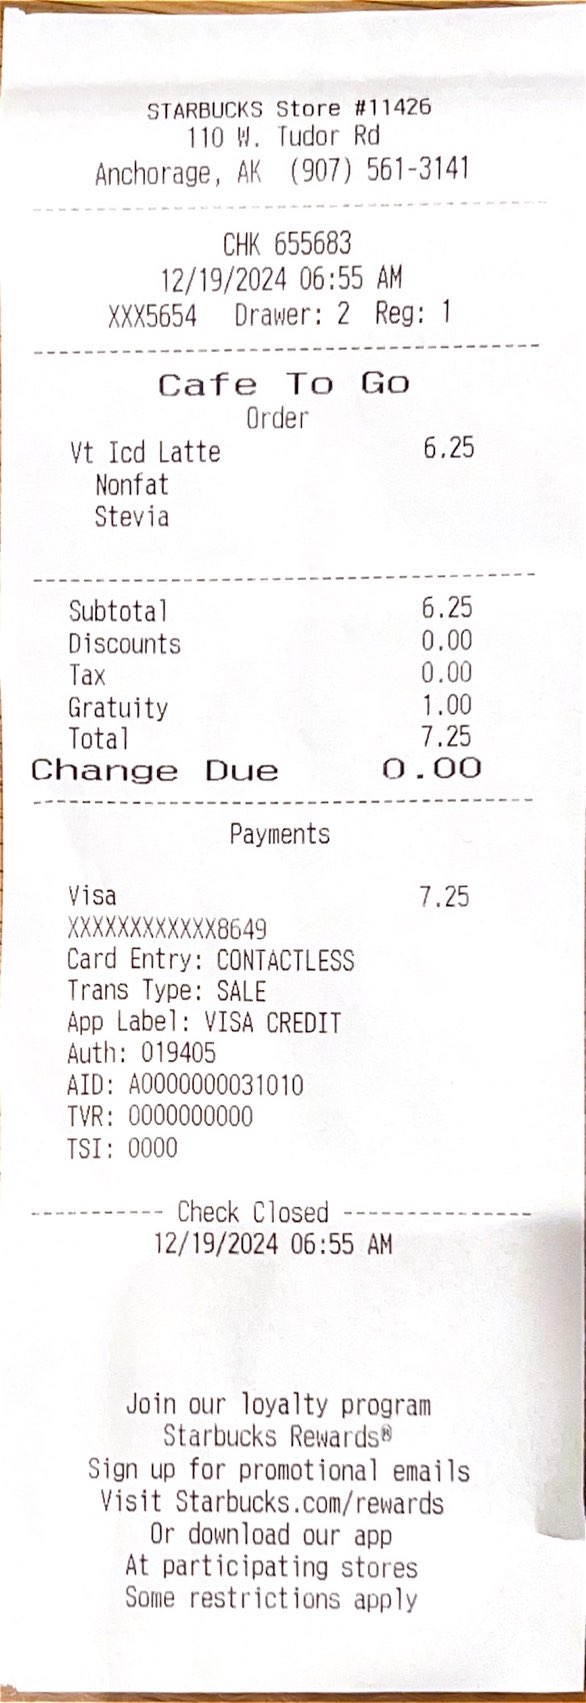 STARBUCKS Store #11426
110 W. Tudor Rd
Anchorage, AK (907) 561-3141
CHK 655683
12/19/2024 06:55 AM
XXX5654 Drawer: 2 Reg: 1
Cafe To Go
Order
Vt Icd Latte 6.25
Nonfat
Stevia
Subtotal 6.25
Discounts 0.00
Tax 0.00
Gratuity 1.00
Total 7.25
Change Due 0.00
Payments
Visa 7.25
XXXXXXXXXXXX8649
Card Entry: CONTACTLESS
Trans Type: SALE
App Label: VISA CREDIT
Auth: 019405
AID: A0000000031010
TVR: 0000000000
TSI: 0000
---------- Check Closed ---------------
12/19/2024 06:55 AM
Join our loyalty program
Starbucks Rewards®
Sign up for promotional emails
Visit Starbucks.com/rewards
Or download our app
At participating stores
Some restrictions apply